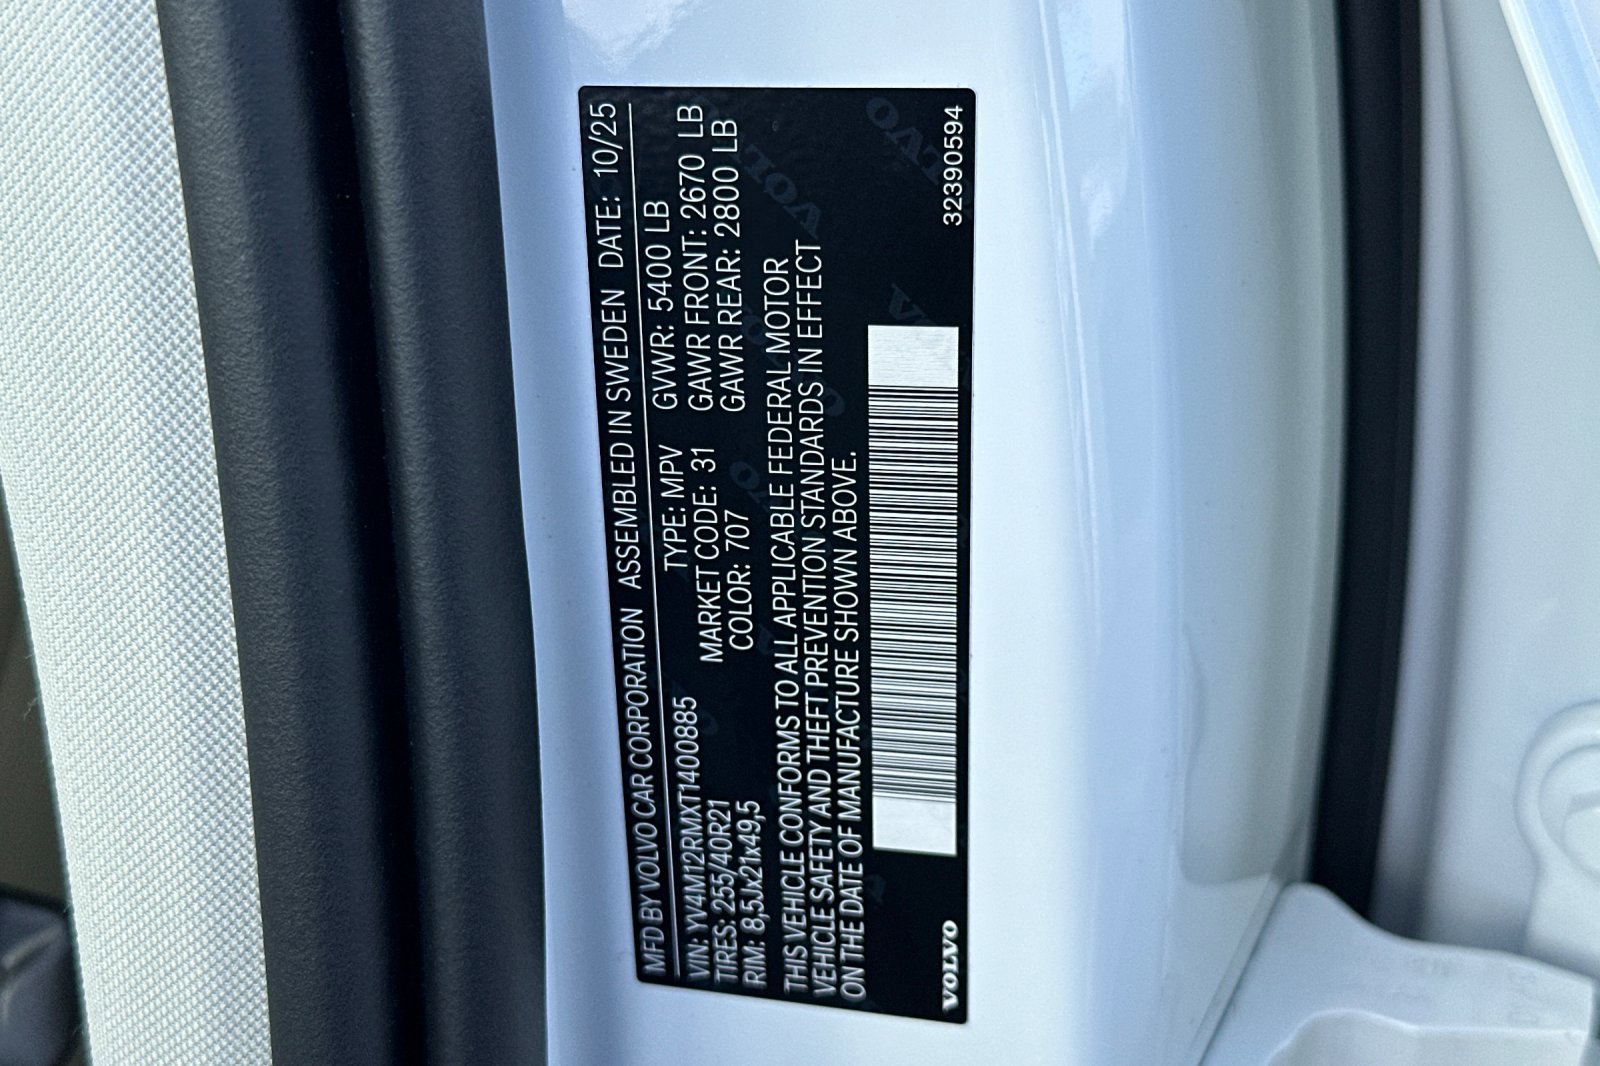 MFD BY VOLVO CAR CORPORATION ASSEMBLED IN SWEDEN DATE: 10/25
VIN: YV4M12RMXT1400885 TYPE: MPV GVWR: 5400 LB
TIRES: 255/40R21 MARKET CODE: 31 GAWR FRONT: 2670 LB
RIM: 8,5Jx21x49,5 COLOR: 707 GAWR REAR: 2800 LB
THIS VEHICLE CONFORMS TO ALL APPLICABLE FEDERAL MOTOR
VEHICLE SAFETY AND THEFT PREVENTION STANDARDS IN EFFECT
ON THE DATE OF MANUFACTURE SHOWN ABOVE.
VOLVO 32390594